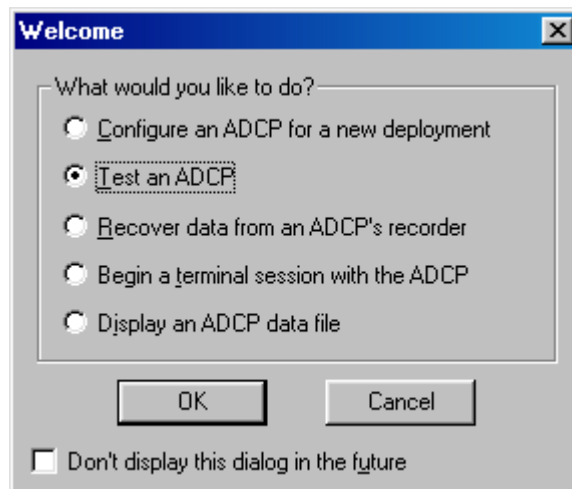 Welcome
What would you like to do?
Configure an ADCP for a new deployment
Test an ADCP
Recover data from an ADCP's recorder
Begin a terminal session with the ADCP
Display an ADCP data file
OK
Cancel
Don't display this dialog in the future